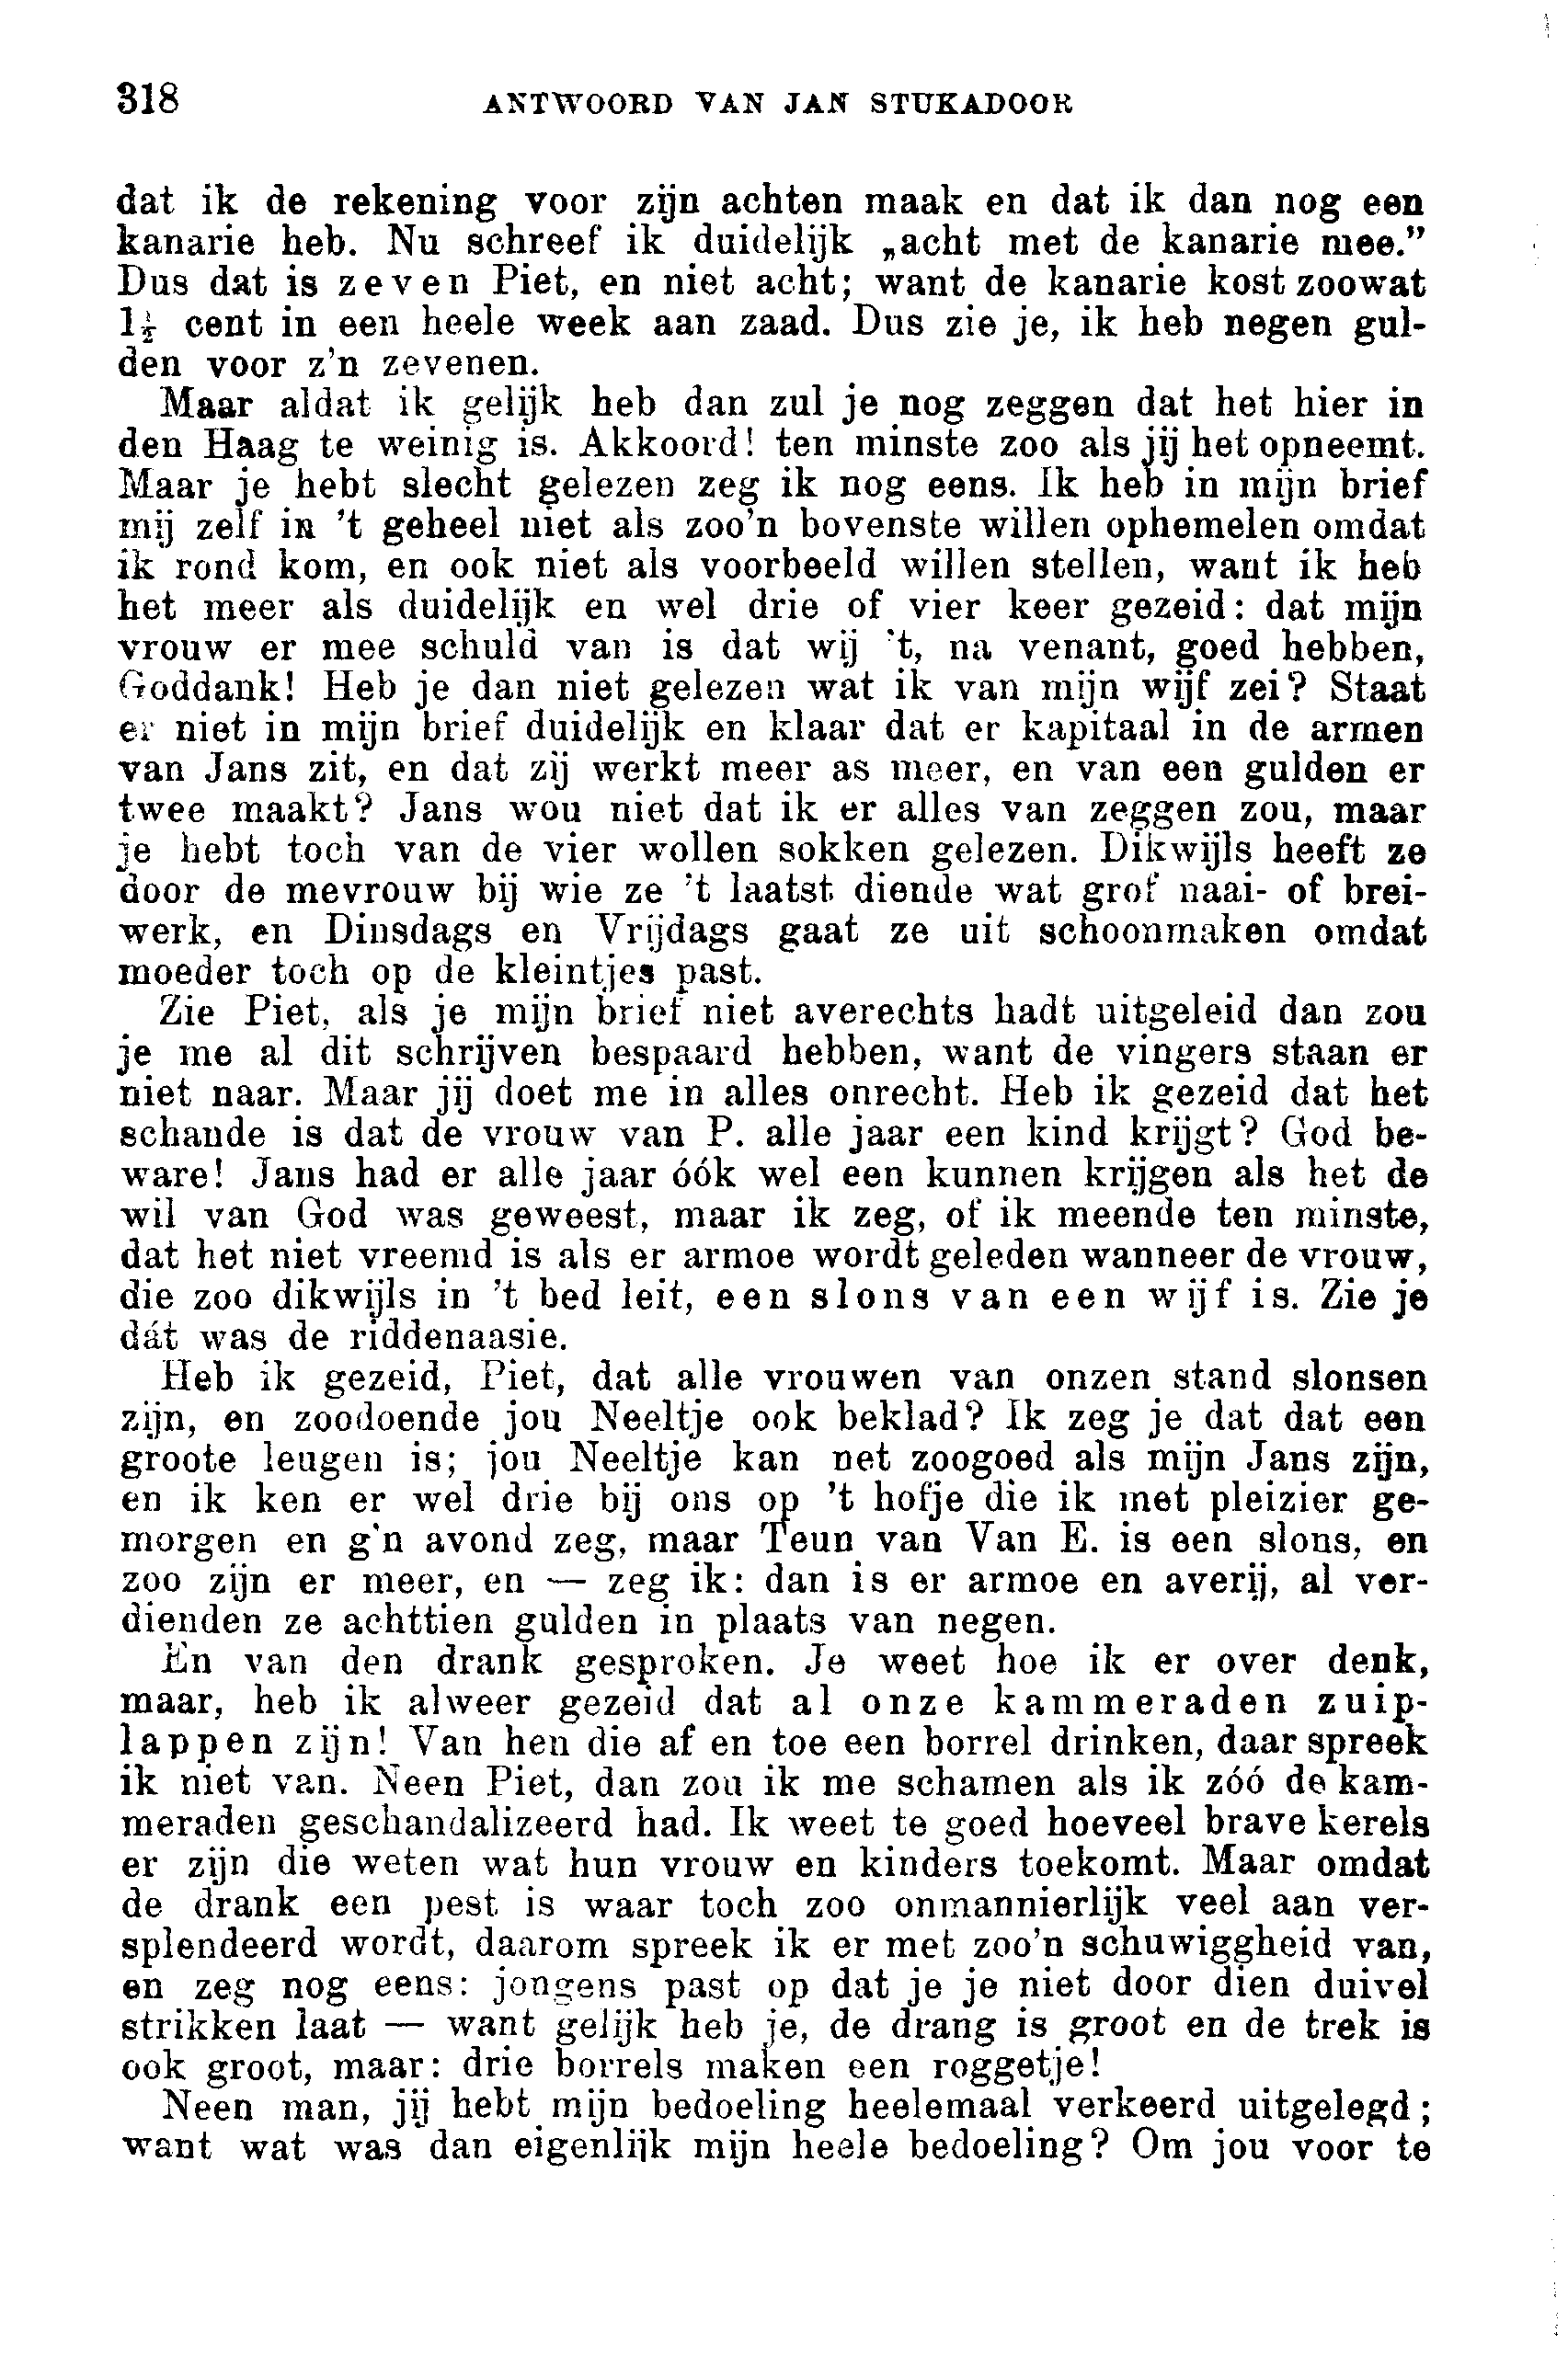 318 ANTWOORD VAN JAN STUKADOOR
dat ik de rekening voor zijn achten maak en dat ik dan nog een
kanarie heb. Nu schreef ik duidelijk „acht met de kanarie mee.”
Dus dat is zeven Piet, en niet acht; want de kanarie kost zoowat
1½ cent in een heele week aan zaad. Dus zie je, ik heb negen gul-
den voor z'n zevenen.
Maar aldat ik gelijk heb dan zul je nog zeggen dat het hier in
den Haag te weinig is. Akkoord! ten minste zoo als jij het opneemt.
Maar je hebt slecht gelezen zeg ik nog eens. Ik heb in mijn brief
mij zelf in 't geheel niet als zoo'n bovenste willen ophemelen omdat
ik rond kom, en ook niet als voorbeeld willen stellen, want ik heb
het meer als duidelijk en wel drie of vier keer gezeid: dat mijn
vrouw er mee schuld van is dat wij 't, na venant, goed hebben,
Goddank! Heb je dan niet gelezen wat ik van mijn wijf zei? Staat
er niet in mijn brief duidelijk en klaar dat er kapitaal in de armen
van Jans zit, en dat zij werkt meer as meer, en van een gulden er
twee maakt? Jans wou niet dat ik er alles van zeggen zou, maar
je hebt toch van de vier wollen sokken gelezen. Dikwijls heeft ze
door de mevrouw bij wie ze 't laatst diende wat grof naai- of brei-
werk, en Dinsdags en Vrijdags gaat ze uit schoonmaken omdat
moeder toch op de kleintjes past.
Zie Piet, als je mijn brief niet averechts hadt uitgeleid dan zou
je me al dit schrijven bespaard hebben, want de vingers staan er
niet naar. Maar jij doet me in alles onrecht. Heb ik gezeid dat het
schande is dat de vrouw van P. alle jaar een kind krijgt? God be-
ware! Jans had er alle jaar óók wel een kunnen krijgen als het de
wil van God was geweest, maar ik zeg, of ik meende ten minste,
dat het niet vreemd is als er armoe wordt geleden wanneer de vrouw,
die zoo dikwijls in 't bed leit, een slons van een wijf is. Zie je
dát was de riddenaasie.
Heb ik gezeid, Piet, dat alle vrouwen van onzen stand slonsen
zijn, en zoodoende jou Neeltje ook beklad? Ik zeg je dat dat een
groote leugen is; jou Neeltje kan net zoogoed als mijn Jans zijn,
en ik ken er wel drie bij ons op 't hofje die ik met pleizier ge-
morgen en g'n avond zeg, maar Teun van Van E. is een slons, en
zoo zijn er meer, en — zeg ik: dan is er armoe en averij, al ver-
dienden ze achttien gulden in plaats van negen.
En van den drank gesproken. Je weet hoe ik er over denk,
maar, heb ik alweer gezeid dat al onze kammeraden zuip-
lappen zijn! Van hen die af en toe een borrel drinken, daar spreek
ik niet van. Neen Piet, dan zou ik me schamen als ik zóó de kam-
meraden geschandalizeerd had. Ik weet te goed hoeveel brave kerels
er zijn die weten wat hun vrouw en kinders toekomt. Maar omdat
de drank een pest is waar toch zoo onmannierlijk veel aan ver-
splendeerd wordt, daarom spreek ik er met zoo'n schuwiggheid van,
en zeg nog eens: jongens past op dat je je niet door dien duivel
strikken laat — want gelijk heb je, de drang is groot en de trek is
ook groot, maar: drie borrels maken een roggetje!
Neen man, jij hebt mijn bedoeling heelemaal verkeerd uitgelegd;
want wat was dan eigenlijk mijn heele bedoeling? Om jou voor te